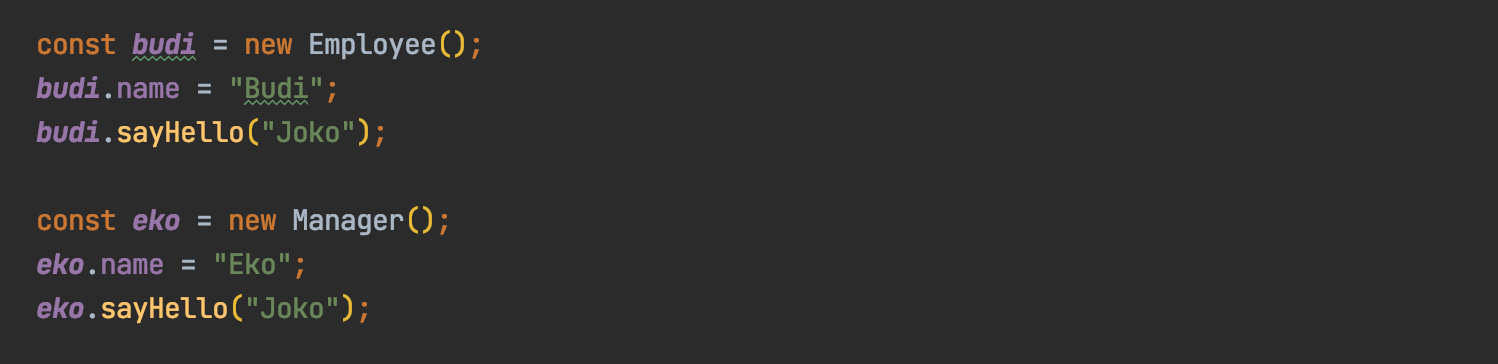 const budi = new Employee();
budi.name = "Budi";
budi.sayHello("Joko");
const eko = new Manager();
eko.name = "Eko";
eko.sayHello("Joko");